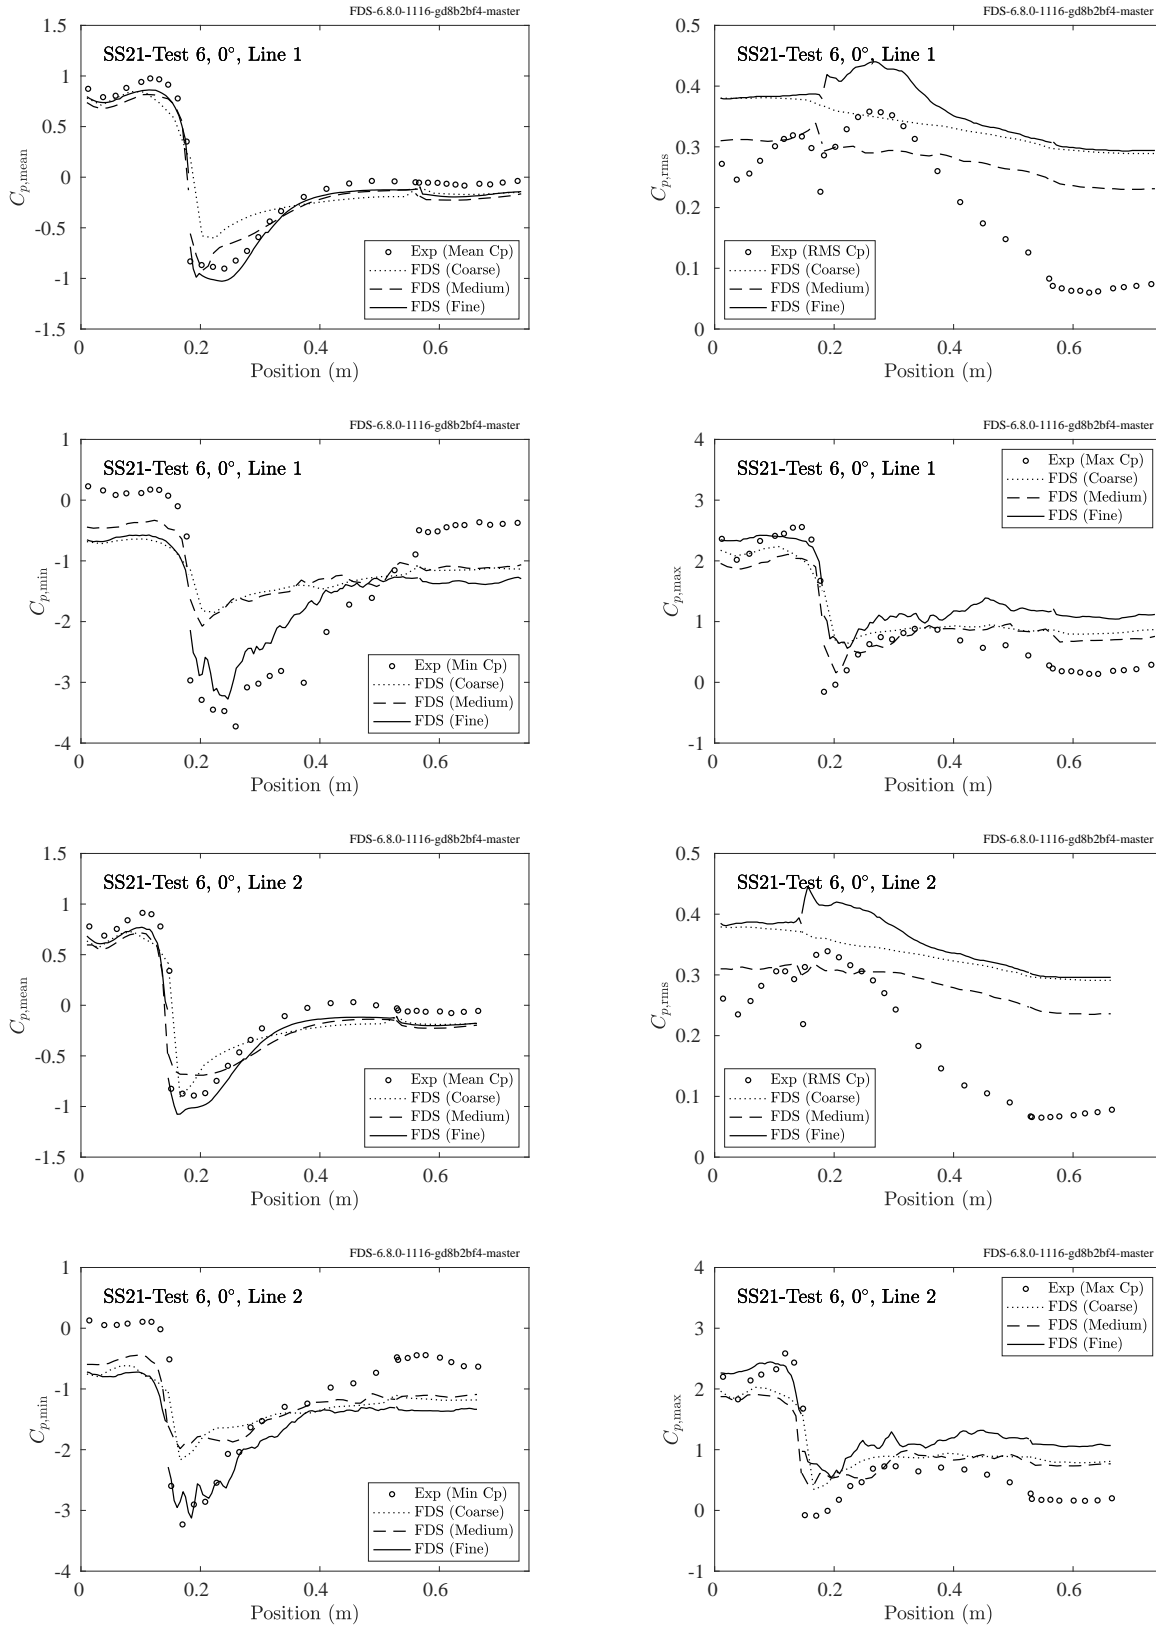 FDS-6.8.0-1116-gd8b2bf4-master
SS21-Test 6, 0°, Line 1
1.5
1
0.5
0
-0.5
-1
-1.5
C_{p,mean}
Exp (Mean Cp)
FDS (Coarse)
FDS (Medium)
FDS (Fine)
0 0.2 0.4 0.6
Position (m)
FDS-6.8.0-1116-gd8b2bf4-master
SS21-Test 6, 0°, Line 1
0.5
0.4
0.3
0.2
0.1
0
C_{p,rms}
Exp (RMS Cp)
FDS (Coarse)
FDS (Medium)
FDS (Fine)
0 0.2 0.4 0.6
Position (m)
FDS-6.8.0-1116-gd8b2bf4-master
SS21-Test 6, 0°, Line 1
1
0
-1
-2
-3
-4
C_{p,min}
Exp (Min Cp)
FDS (Coarse)
FDS (Medium)
FDS (Fine)
0 0.2 0.4 0.6
Position (m)
FDS-6.8.0-1116-gd8b2bf4-master
SS21-Test 6, 0°, Line 1
4
3
2
1
0
-1
C_{p,max}
Exp (Max Cp)
FDS (Coarse)
FDS (Medium)
FDS (Fine)
0 0.2 0.4 0.6
Position (m)
FDS-6.8.0-1116-gd8b2bf4-master
SS21-Test 6, 0°, Line 2
1.5
1
0.5
0
-0.5
-1
-1.5
C_{p,mean}
Exp (Mean Cp)
FDS (Coarse)
FDS (Medium)
FDS (Fine)
0 0.2 0.4 0.6
Position (m)
FDS-6.8.0-1116-gd8b2bf4-master
SS21-Test 6, 0°, Line 2
0.5
0.4
0.3
0.2
0.1
0
C_{p,rms}
Exp (RMS Cp)
FDS (Coarse)
FDS (Medium)
FDS (Fine)
0 0.2 0.4 0.6
Position (m)
FDS-6.8.0-1116-gd8b2bf4-master
SS21-Test 6, 0°, Line 2
1
0
-1
-2
-3
-4
C_{p,min}
Exp (Min Cp)
FDS (Coarse)
FDS (Medium)
FDS (Fine)
0 0.2 0.4 0.6
Position (m)
FDS-6.8.0-1116-gd8b2bf4-master
SS21-Test 6, 0°, Line 2
4
3
2
1
0
-1
C_{p,max}
Exp (Max Cp)
FDS (Coarse)
FDS (Medium)
FDS (Fine)
0 0.2 0.4 0.6
Position (m)